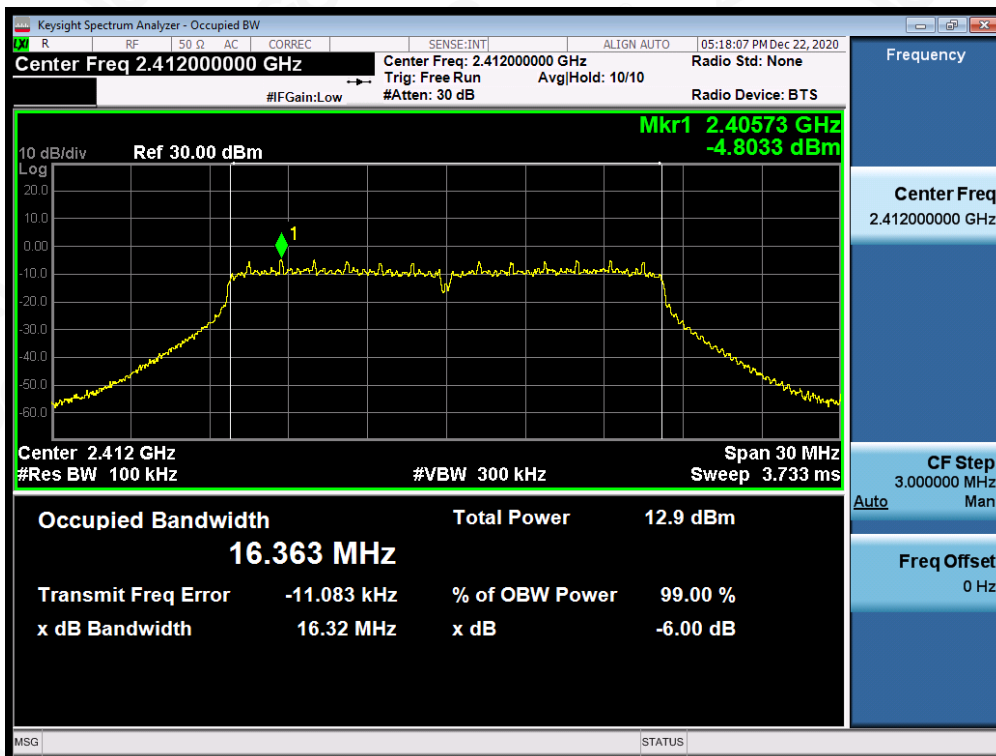 Keysight Spectrum Analyzer - Occupied BW
LXI R RF 50 Ω AC CORREC SENSE:INT ALIGN AUTO 05:18:07 PM Dec 22, 2020
Center Freq 2.412000000 GHz
Center Freq: 2.412000000 GHz
Radio Std: None
Trig: Free Run Avg|Hold: 10/10
#IFGain:Low
#Atten: 30 dB
Radio Device: BTS
Mkr1 2.40573 GHz
-4.8033 dBm
10 dB/div Ref 30.00 dBm
Log
20.0
10.0
0.00
-10.0
-20.0
-30.0
-40.0
-50.0
-60.0
1
Center 2.412 GHz
Span 30 MHz
#Res BW 100 kHz
#VBW 300 kHz
Sweep 3.733 ms
Occupied Bandwidth
16.363 MHz
Total Power 12.9 dBm
Transmit Freq Error -11.083 kHz
% of OBW Power 99.00 %
x dB Bandwidth 16.32 MHz
x dB -6.00 dB
Frequency
Center Freq
2.412000000 GHz
CF Step
3.000000 MHz
Auto Man
Freq Offset
0 Hz
MSG
STATUS